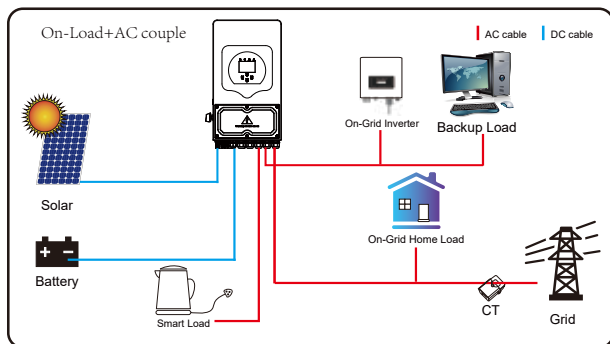 On-Load+AC couple
AC cable
DC cable
On-Grid Inverter
Backup Load
Solar
On-Grid Home Load
Battery
CT
Smart Load
Grid